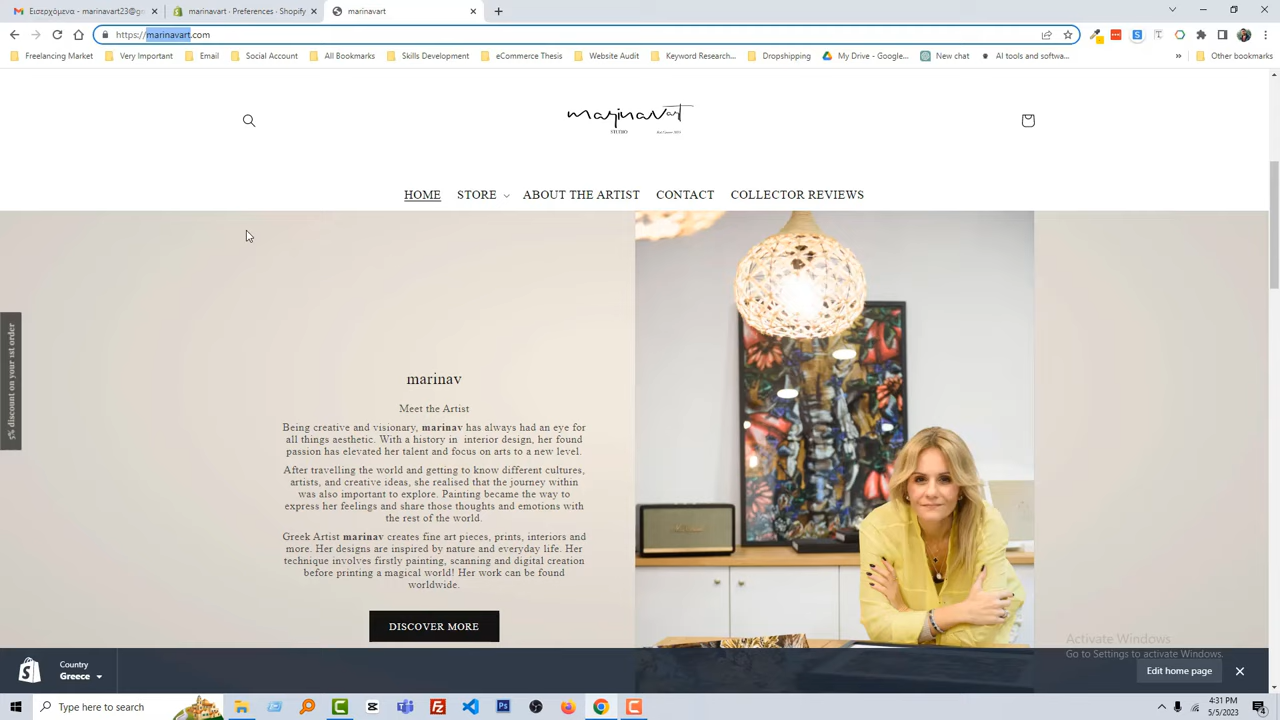 Εισερχόμενα - marinavart23@g
marinavart - Preferences · Shopify
marinavart
https://marinavart.com
Freelancing Market
Very Important
Email
Social Account
All Bookmarks
Skills Development
eCommerce Thesis
Website Audit
Keyword Research...
Dropshipping
My Drive - Google...
New chat
AI tools and softwa...
Other bookmarks
marinavart
STUDIO
HOME
STORE
ABOUT THE ARTIST
CONTACT
COLLECTOR REVIEWS
5% discount on your 1st order
marinav
Meet the Artist
Being creative and visionary, marinav has always had an eye for
all things aesthetic. With a history in interior design, her found
passion has elevated her talent and focus on arts to a new level.
After travelling the world and getting to know different cultures,
artists, and creative ideas, she realised that the journey within
was also important to explore. Painting became the way to
express her feelings and share those thoughts and emotions with
the rest of the world.
Greek Artist marinav creates fine art pieces, prints, interiors and
more. Her designs are inspired by nature and everyday life. Her
technique involves firstly painting, scanning and digital creation
before printing a magical world! Her work can be found
worldwide.
DISCOVER MORE
Activate Windows
Go to Settings to activate Windows.
Country
Greece
Edit home page
Type here to search
4:31 PM
5/5/2023